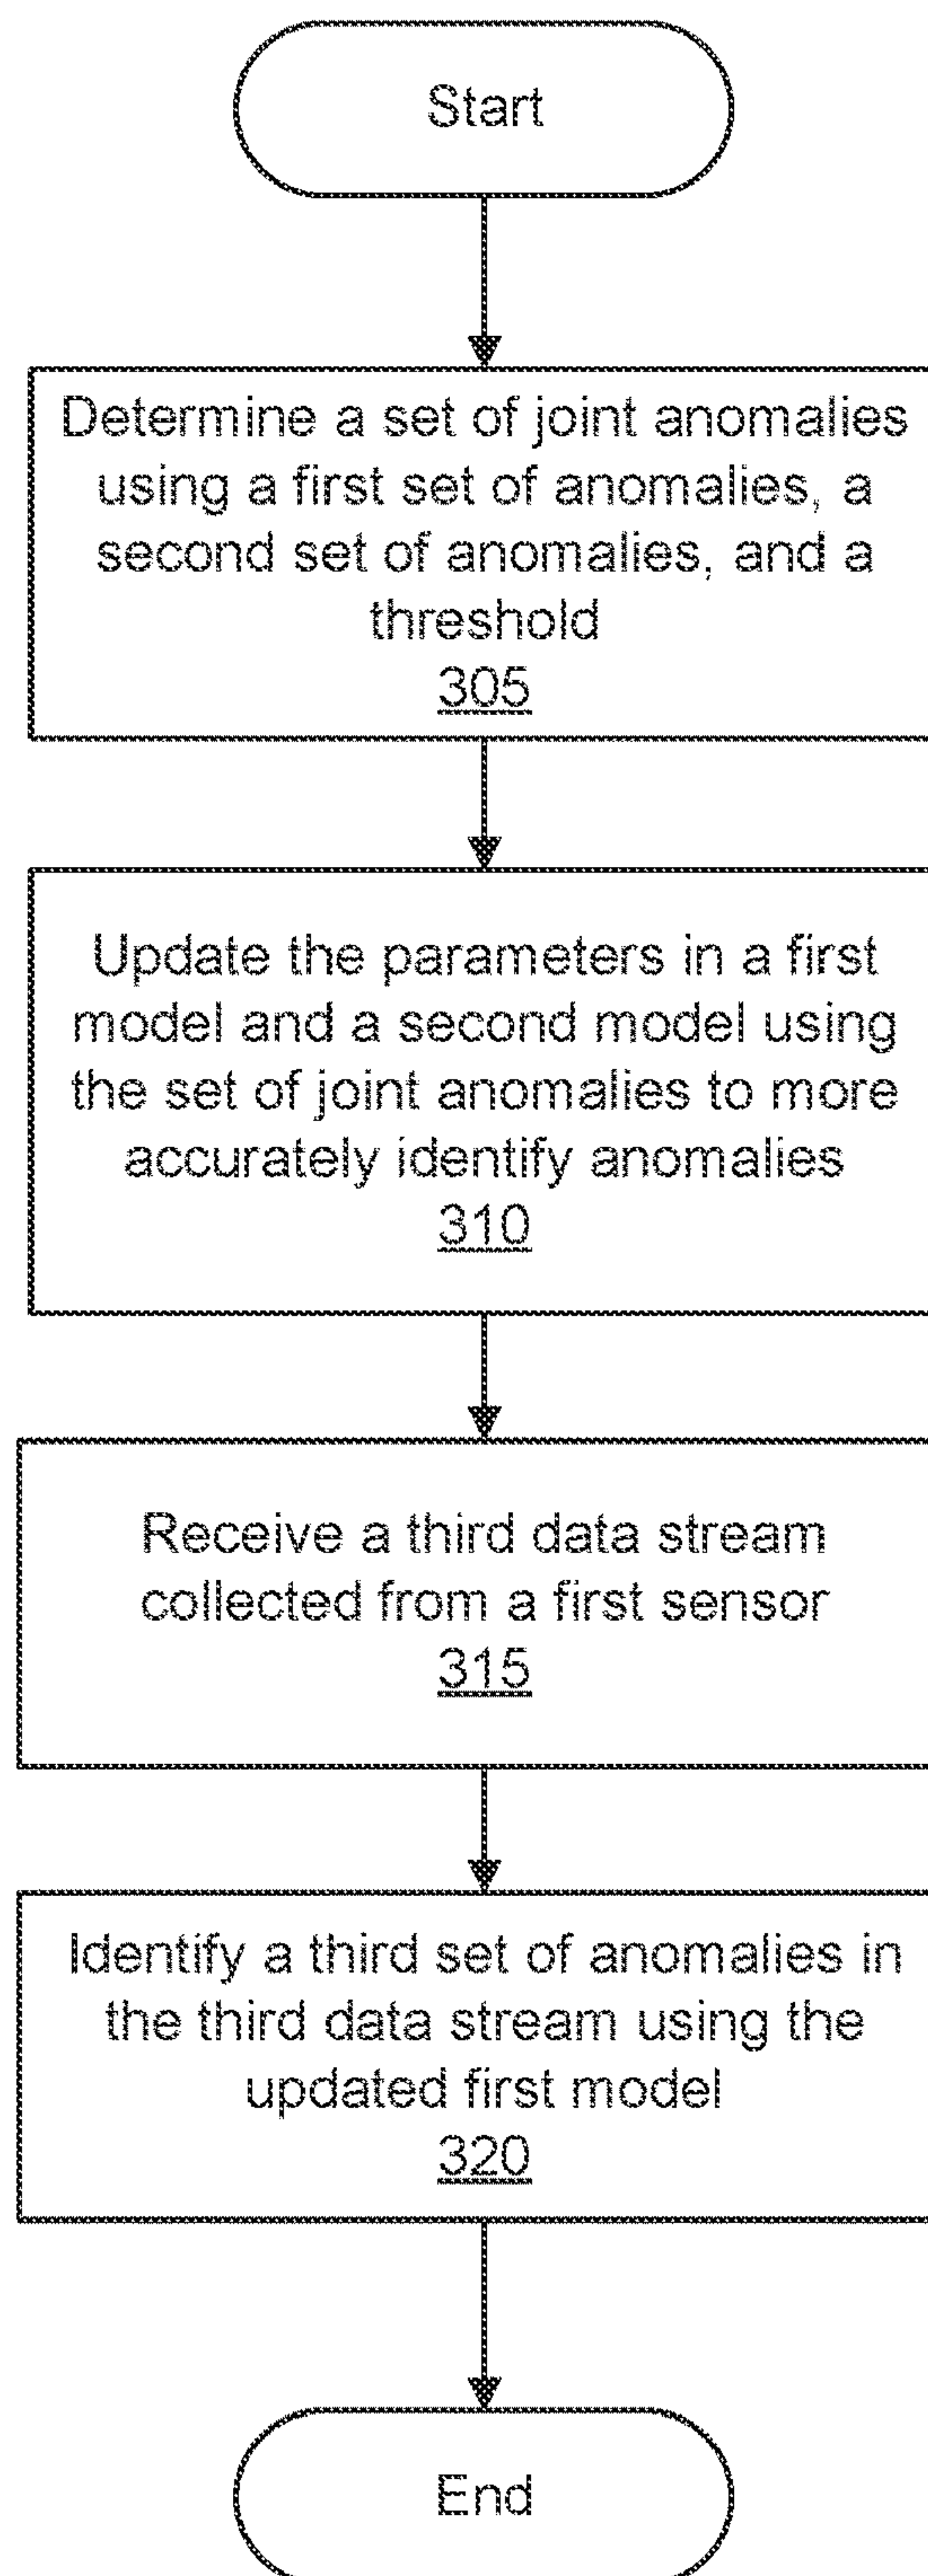 Start
Determine a set of joint anomalies
using a first set of anomalies, a
second set of anomalies, and a
threshold
305
Update the parameters in a first
model and a second model using
the set of joint anomalies to more
accurately identify anomalies
310
Receive a third data stream
collected from a first sensor
315
Identify a third set of anomalies in
the third data stream using the
updated first model
320
End